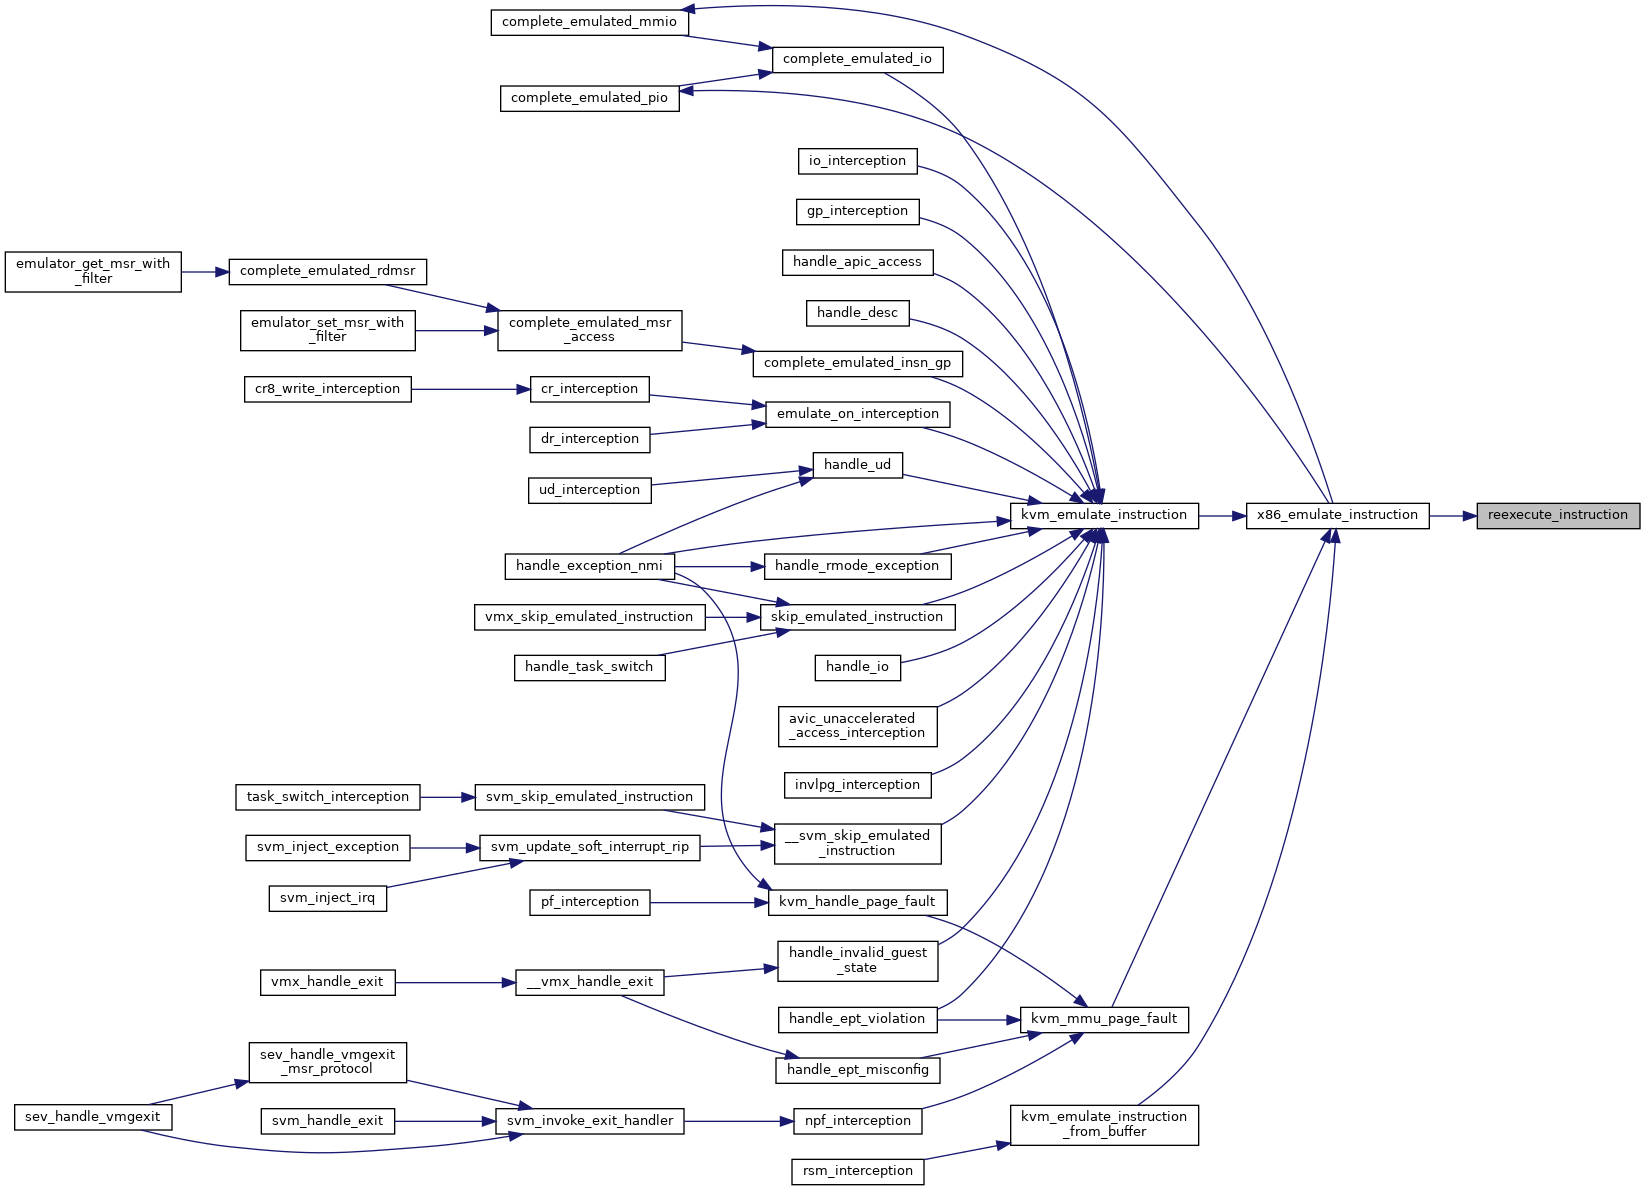 complete_emulated_mmio
complete_emulated_io
complete_emulated_pio
io_interception
gp_interception
handle_apic_access
emulator_get_msr_with
_filter
complete_emulated_rdmsr
handle_desc
emulator_set_msr_with
_filter
complete_emulated_msr
_access
complete_emulated_insn_gp
cr8_write_interception
cr_interception
emulate_on_interception
dr_interception
handle_ud
ud_interception
kvm_emulate_instruction
x86_emulate_instruction
reexecute_instruction
handle_exception_nmi
handle_rmode_exception
vmx_skip_emulated_instruction
skip_emulated_instruction
handle_task_switch
handle_io
avic_unaccelerated
_access_interception
invlpg_interception
task_switch_interception
svm_skip_emulated_instruction
__svm_skip_emulated
_instruction
svm_inject_exception
svm_update_soft_interrupt_rip
svm_inject_irq
pf_interception
kvm_handle_page_fault
handle_invalid_guest
_state
vmx_handle_exit
__vmx_handle_exit
handle_ept_violation
kvm_mmu_page_fault
sev_handle_vmgexit
_msr_protocol
handle_ept_misconfig
sev_handle_vmgexit
svm_handle_exit
svm_invoke_exit_handler
npf_interception
kvm_emulate_instruction
_from_buffer
rsm_interception